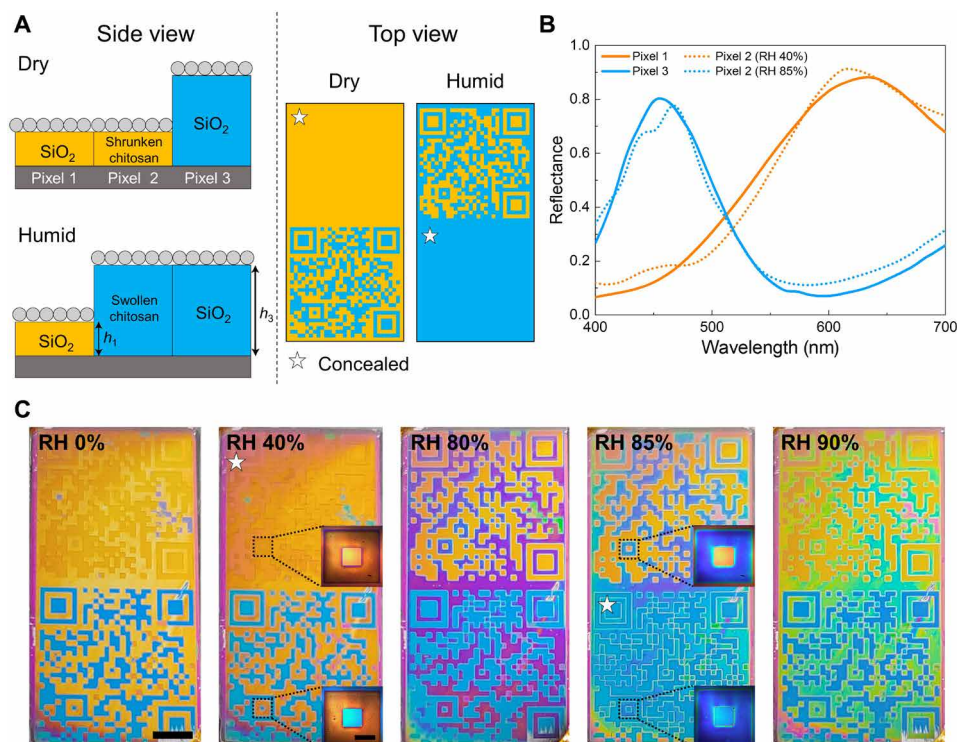 A
Side view
Top view
Dry
SiO₂
Shrunken
chitosan
SiO₂
Pixel 1
Pixel 2
Pixel 3
Humid
SiO₂
h₁
Swollen
chitosan
SiO₂
h₃
Dry
Humid
☆ Concealed
B
Pixel 1
Pixel 2 (RH 40%)
Pixel 3
Pixel 2 (RH 85%)
Reflectance
1.0
0.8
0.6
0.4
0.2
0.0
400
500
600
700
Wavelength (nm)
C
RH 0%
RH 40%
RH 80%
RH 85%
RH 90%